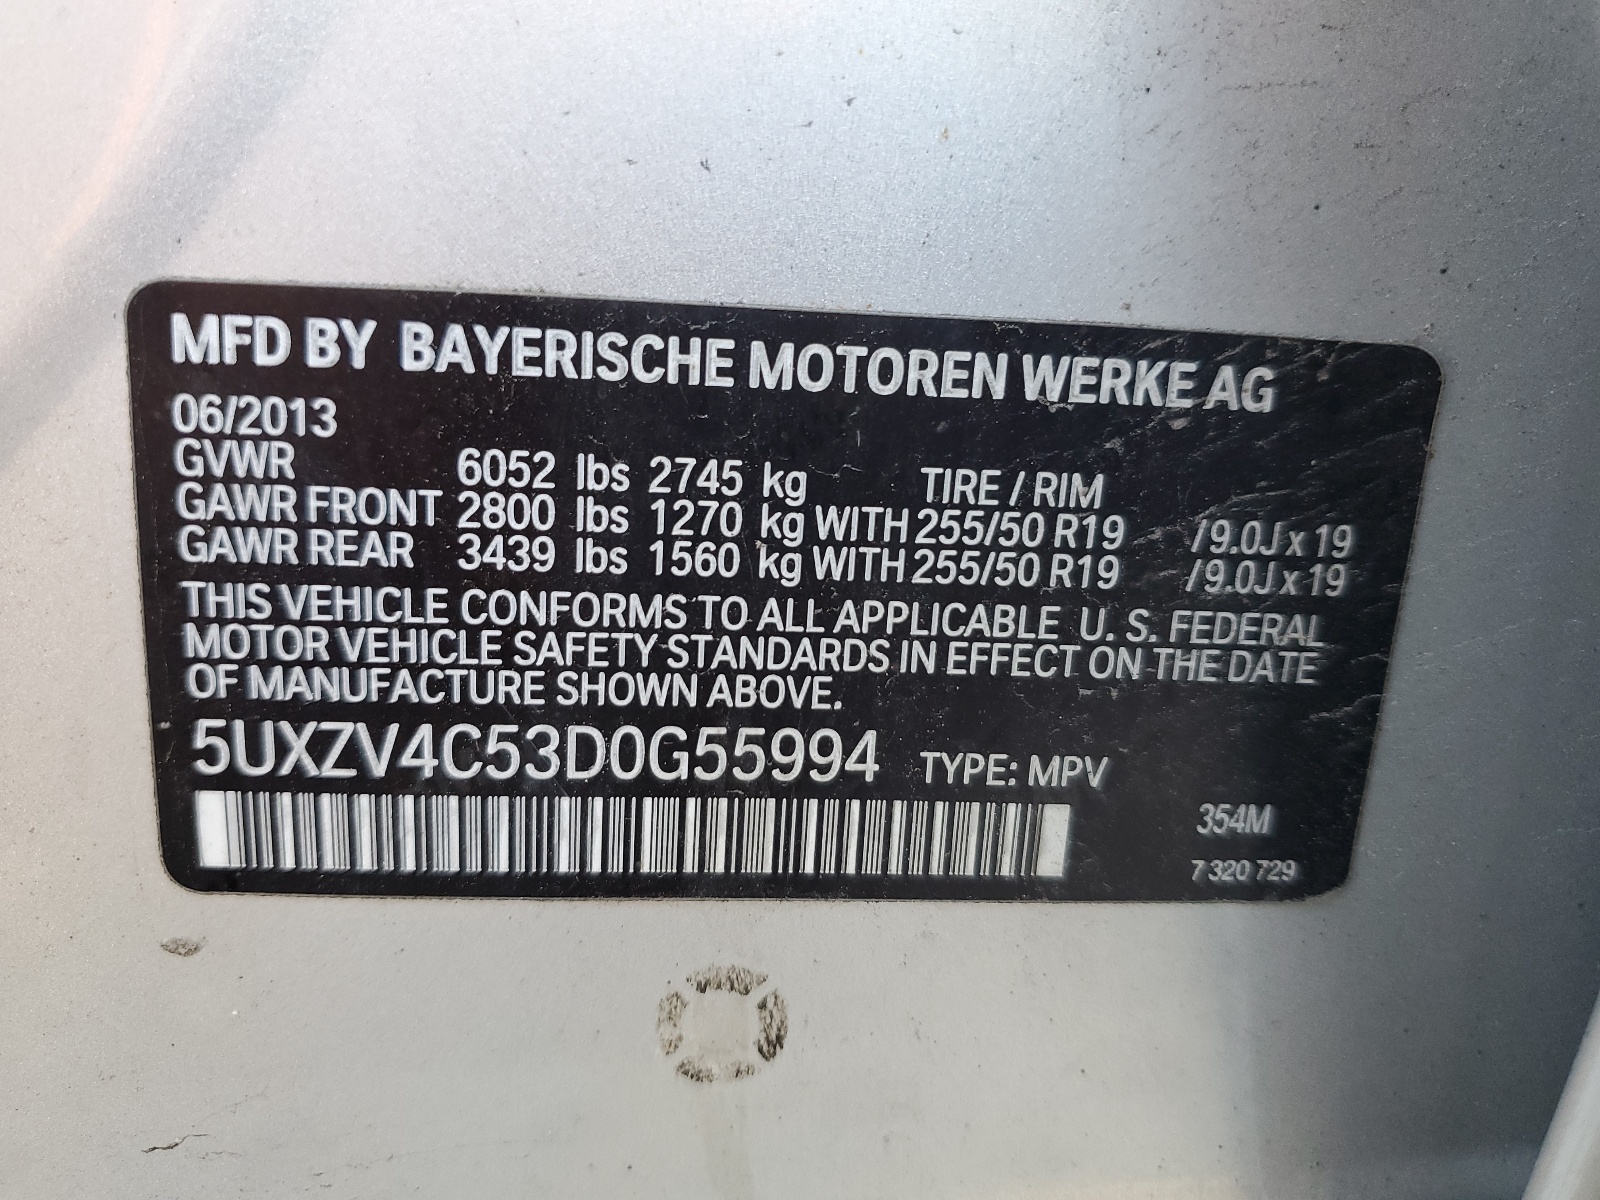 MFD BY BAYERISCHE MOTOREN WERKE AG
06/2013
GVWR 6052 lbs 2745 kg TIRE / RIM
GAWR FRONT 2800 lbs 1270 kg WITH 255/50 R19 /9.0J x 19
GAWR REAR 3439 lbs 1560 kg WITH 255/50 R19 /9.0J x 19
THIS VEHICLE CONFORMS TO ALL APPLICABLE U. S. FEDERAL
MOTOR VEHICLE SAFETY STANDARDS IN EFFECT ON THE DATE
OF MANUFACTURE SHOWN ABOVE.
5UXZV4C53D0G55994 TYPE: MPV
354M
7 320 729